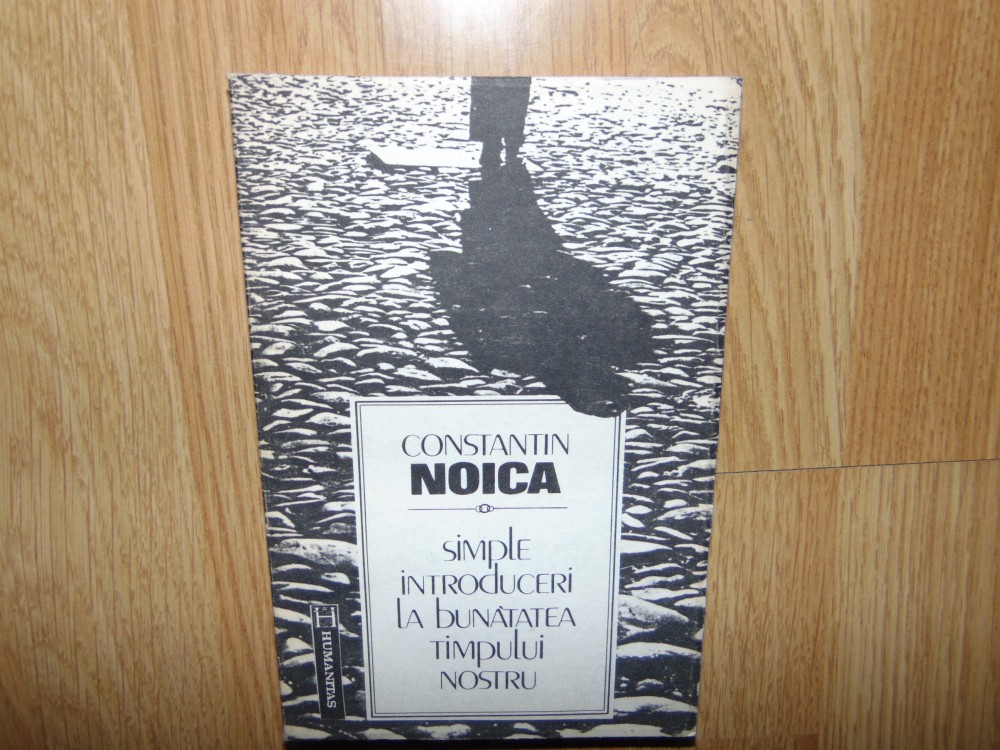 CONSTANTIN
NOICA
simple
introduceri
la bunătatea
timpului
nostru
HUMANITAS